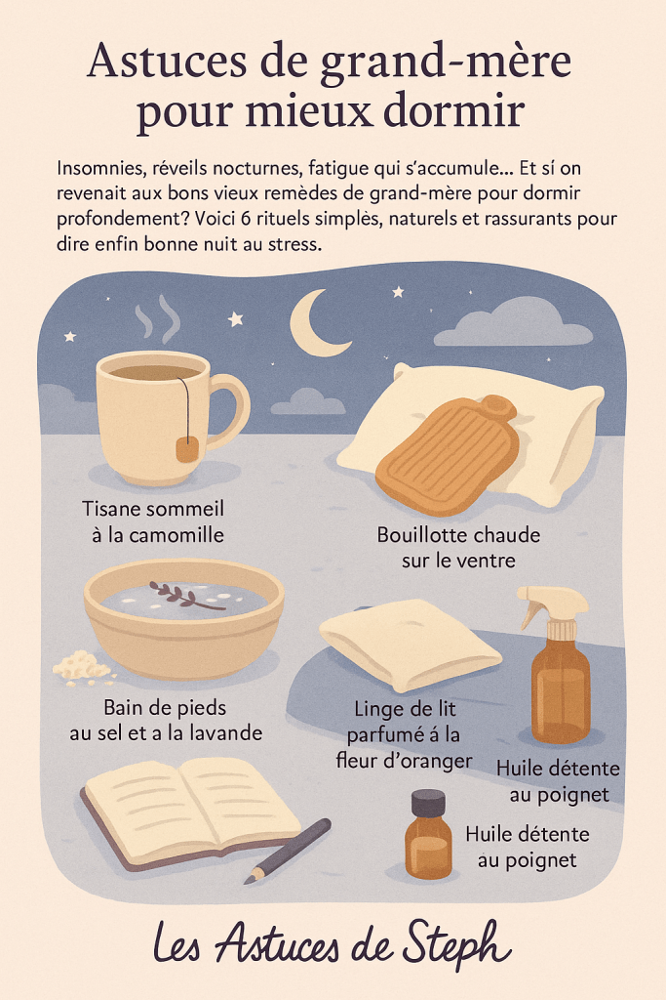 Astuces de grand-mère
pour mieux dormir
Insomnies, réveils nocturnes, fatigue qui s'accumule... Et sí on
revenait aux bons vieux remèdes de grand-mère pour dormir
profondement? Voici 6 rituels simplès, naturels et rassurants pour
dire enfin bonne nuit au stress.
Tisane sommeil
à la camomille
Bouillotte chaude
sur le ventre
Bain de pieds
au sel et a la lavande
Linge de lit
parfumé á la
fleur d'oranger
Huile détente
au poignet
Huile détente
au poignet
Les Astuces de Steph